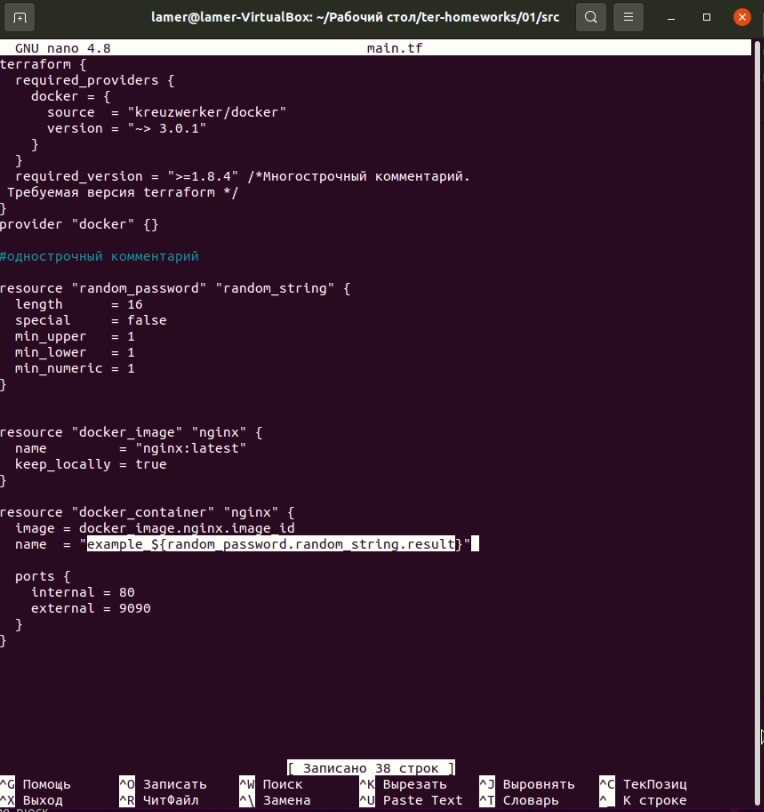 lamer@lamer-VirtualBox: ~/Рабочий стол/ter-homeworks/01/src
GNU nano 4.8 main.tf
terraform {
  required_providers {
    docker = {
      source  = "kreuzwerker/docker"
      version = "~> 3.0.1"
    }
  }
  required_version = ">=1.8.4" /*Многострочный комментарий.
 Требуемая версия terraform */
}
provider "docker" {}
#однострочный комментарий
resource "random_password" "random_string" {
  length      = 16
  special     = false
  min_upper   = 1
  min_lower   = 1
  min_numeric = 1
}
resource "docker_image" "nginx" {
  name         = "nginx:latest"
  keep_locally = true
}
resource "docker_container" "nginx" {
  image = docker_image.nginx.image_id
  name  = "example_${random_password.random_string.result}"
  ports {
    internal = 80
    external = 9090
  }
}
[ Записано 38 строк ]
^G Помощь ^O Записать ^W Поиск ^K Вырезать ^J Выровнять ^C ТекПозиц
^X Выход ^R ЧитФайл ^\ Замена ^U Paste Text ^T Словарь ^_ К строке